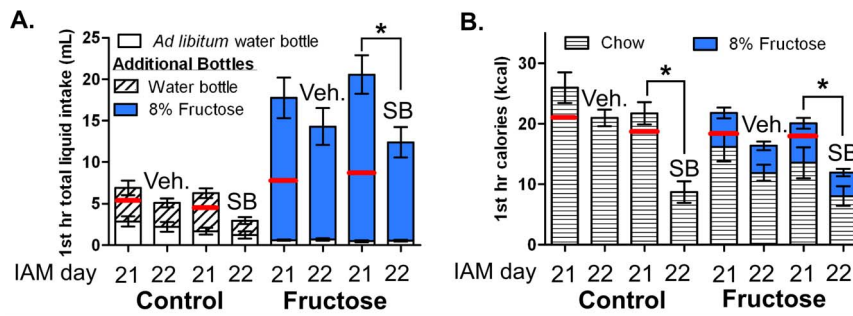 A.
1st hr total liquid intake (mL)
25
20
15
10
5
0
Ad libitum water bottle
Additional Bottles
Water bottle
8% Fructose
Veh.
SB
Veh.
SB
*
IAM day
21 22 21 22 21 22 21 22
Control Fructose
B.
1st hr calories (kcal)
30
20
10
0
Chow
8% Fructose
Veh.
*
SB
Veh.
*
SB
IAM day
21 22 21 22 21 22 21 22
Control Fructose